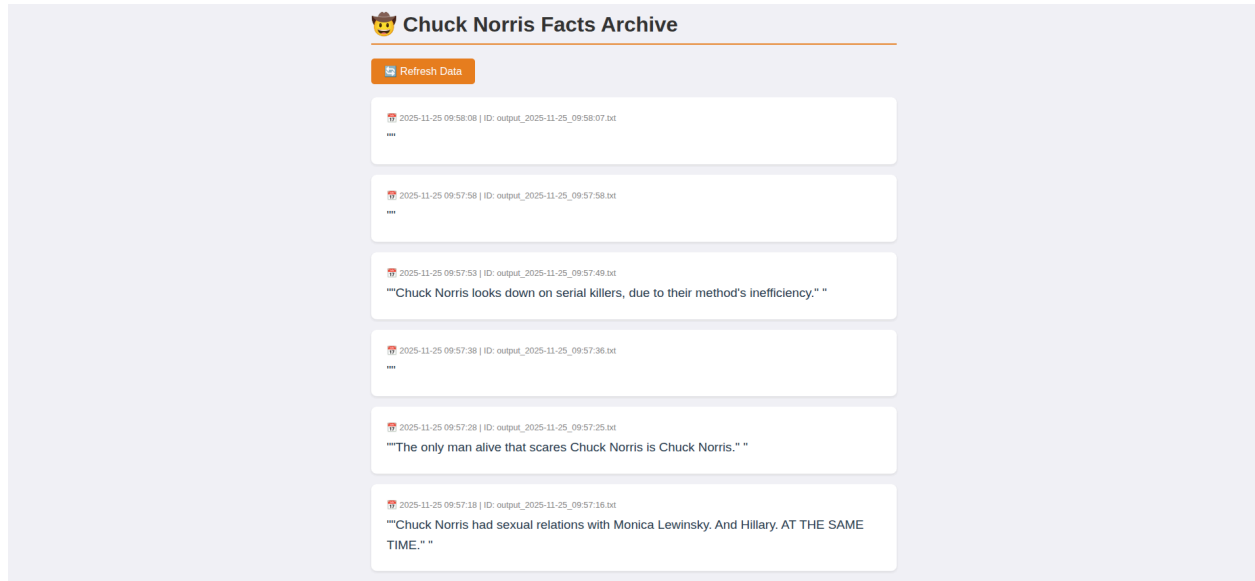 🤠 Chuck Norris Facts Archive
🔄 Refresh Data
📅 2025-11-25 09:58:08 | ID: output_2025-11-25_09:58:07.txt
""
📅 2025-11-25 09:57:58 | ID: output_2025-11-25_09:57:58.txt
""
📅 2025-11-25 09:57:53 | ID: output_2025-11-25_09:57:49.txt
""Chuck Norris looks down on serial killers, due to their method's inefficiency." "
📅 2025-11-25 09:57:38 | ID: output_2025-11-25_09:57:36.txt
""
📅 2025-11-25 09:57:28 | ID: output_2025-11-25_09:57:25.txt
""The only man alive that scares Chuck Norris is Chuck Norris." "
📅 2025-11-25 09:57:18 | ID: output_2025-11-25_09:57:16.txt
""Chuck Norris had sexual relations with Monica Lewinsky. And Hillary. AT THE SAME
TIME." "